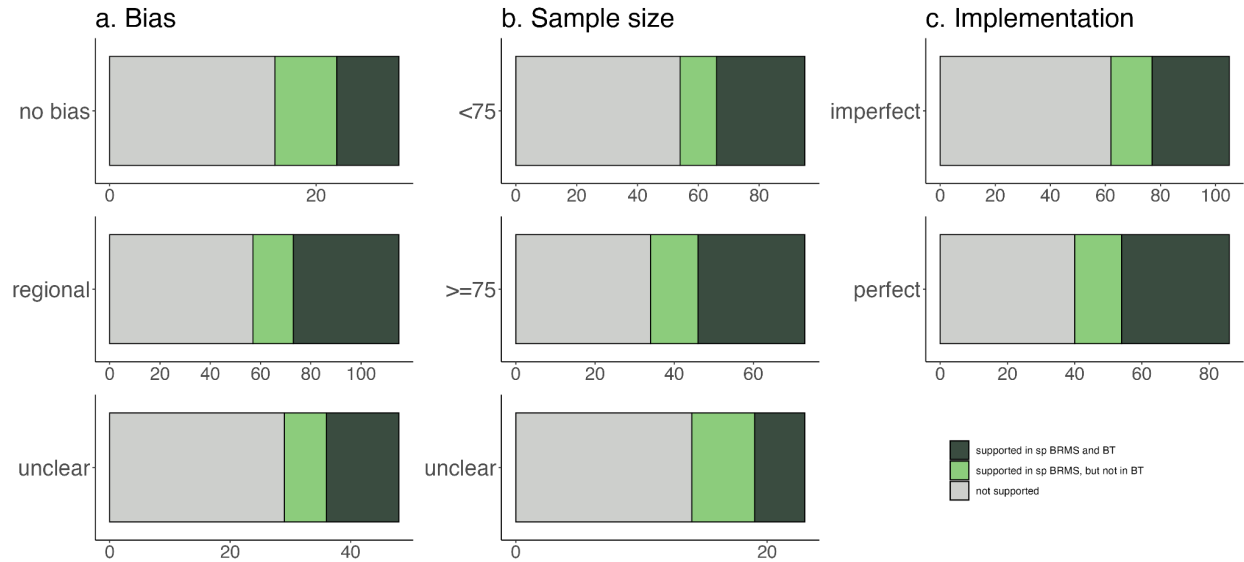 a. Bias
no bias
0 20
regional
0 20 40 60 80 100
unclear
0 20 40
b. Sample size
<75
0 20 40 60 80
>=75
0 20 40 60
unclear
0 20
c. Implementation
imperfect
0 20 40 60 80 100
perfect
0 20 40 60 80
supported in sp BRMS and BT
supported in sp BRMS, but not in BT
not supported